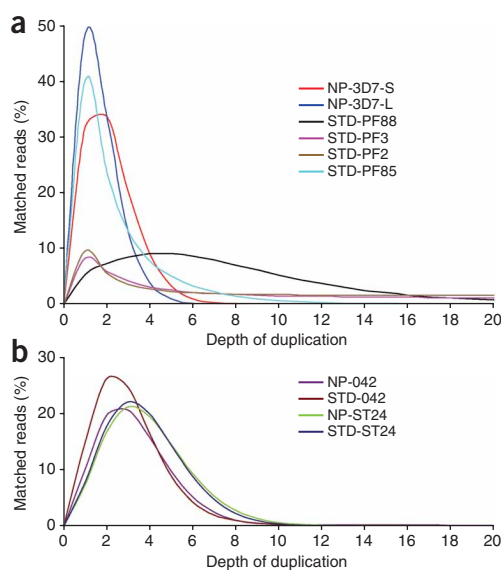 a
Matched reads (%)
50
40
30
20
10
0
NP-3D7-S
NP-3D7-L
STD-PF88
STD-PF3
STD-PF2
STD-PF85
0 2 4 6 8 10 12 14 16 18 20
Depth of duplication
b
Matched reads (%)
30
20
10
0
NP-042
STD-042
NP-ST24
STD-ST24
0 2 4 6 8 10 12 14 16 18 20
Depth of duplication